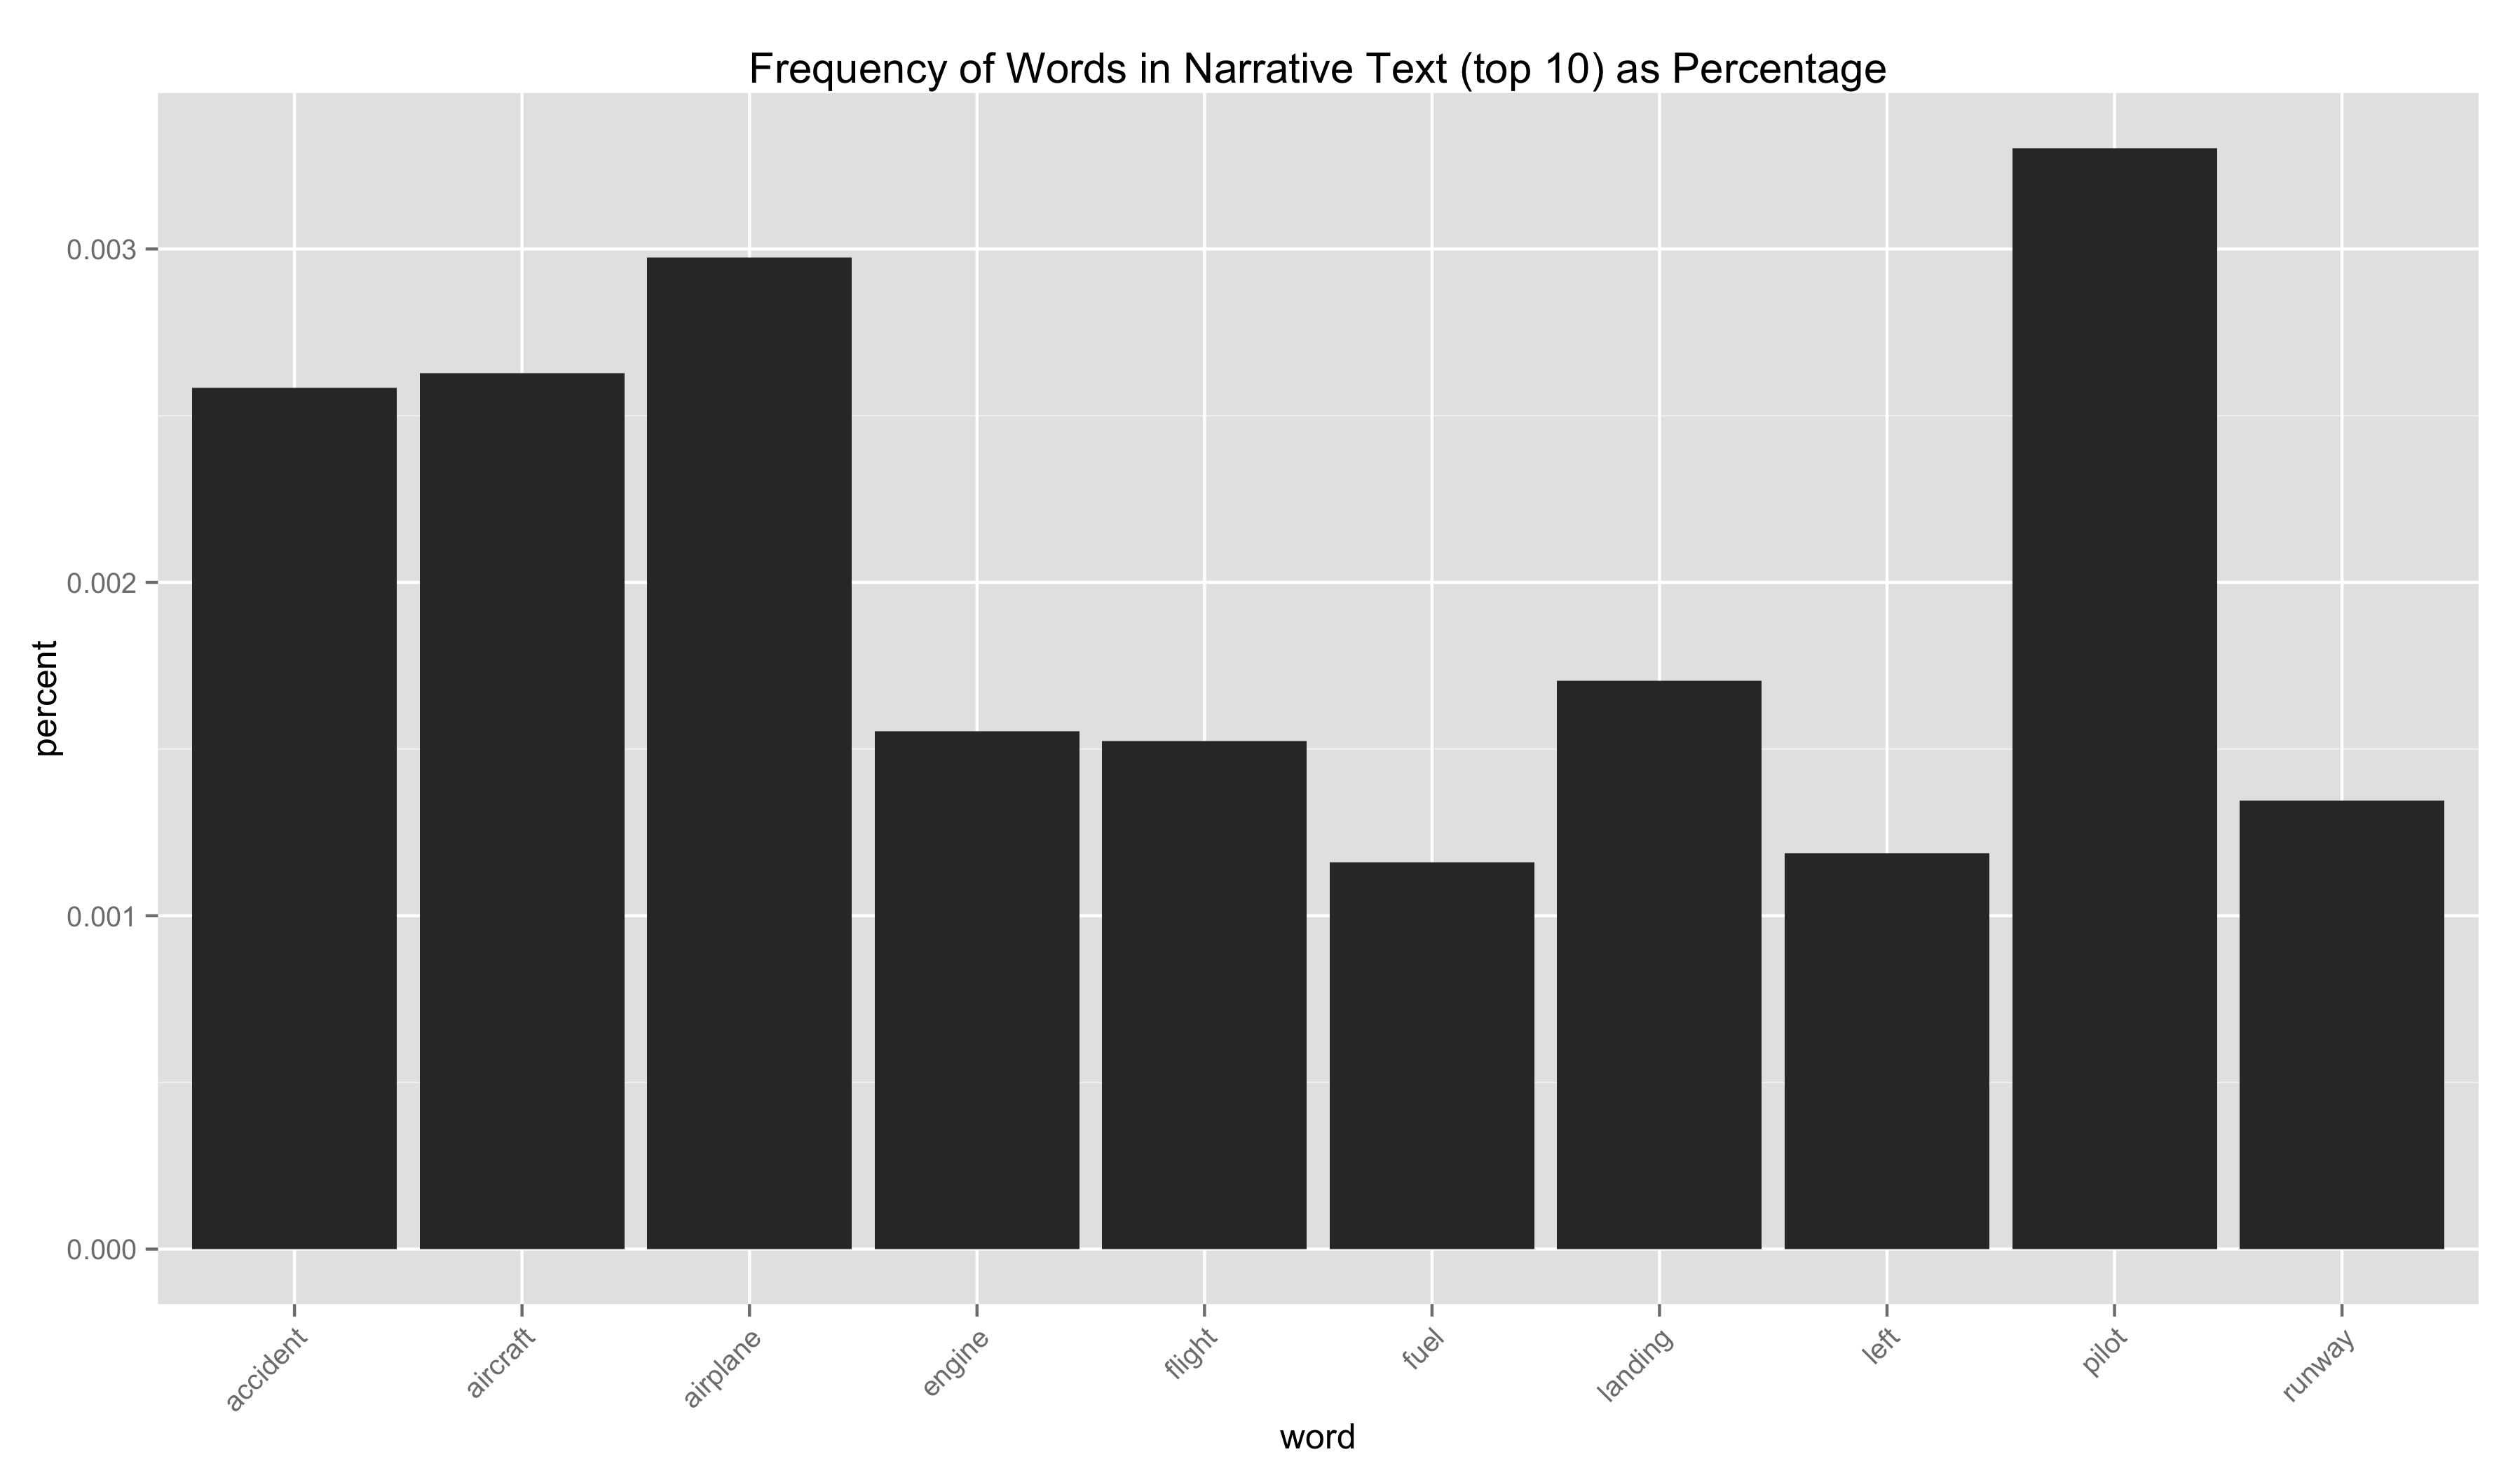 Frequency of Words in Narrative Text (top 10) as Percentage
percent
0.003
0.002
0.001
0.000
accident
aircraft
airplane
engine
flight
fuel
landing
left
pilot
runway
word